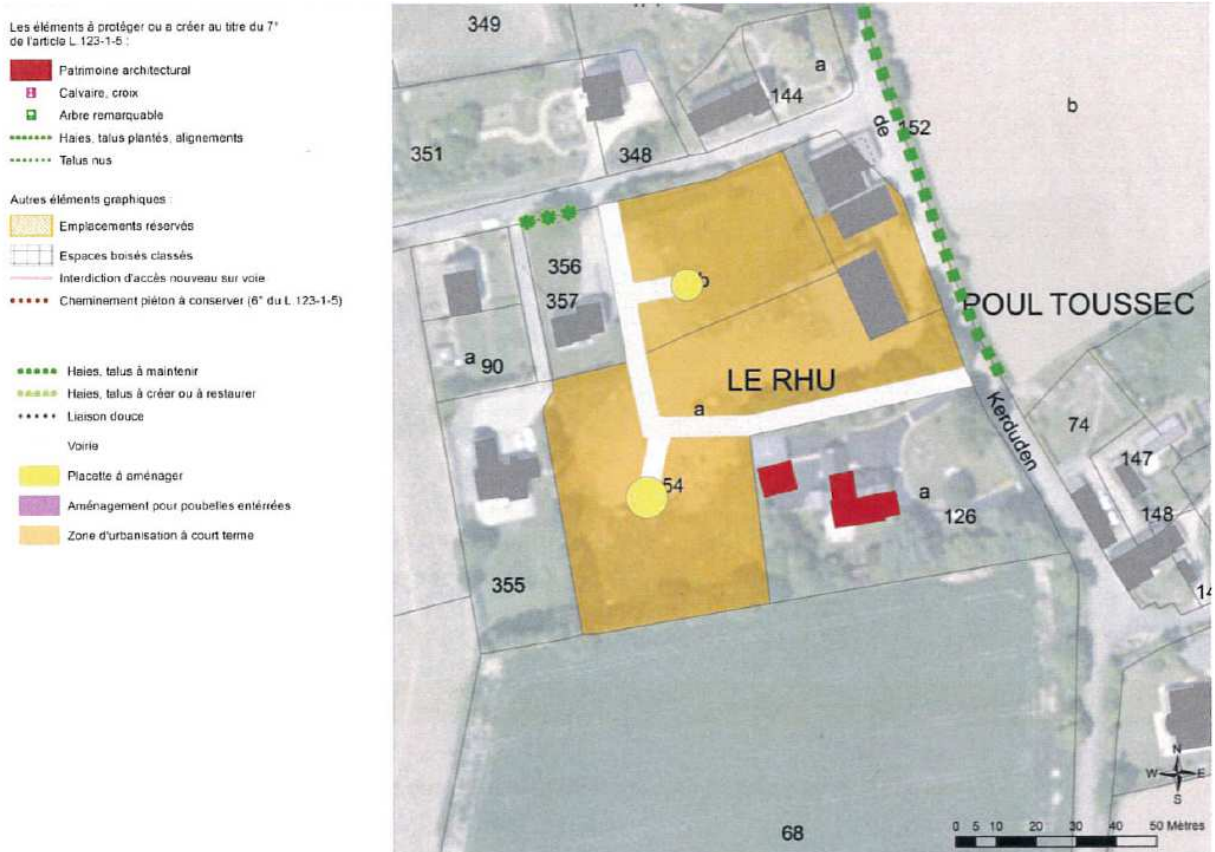 Les éléments à protéger ou a créer au titre du 7°
de l'article L.123-1-5 :
Patrimoine architectural
Calvaire, croix
Arbre remarquable
Haies, talus plantés, alignements
Talus nus
Autres éléments graphiques :
Emplacements réservés
Espaces boisés classés
Interdiction d'accès nouveau sur voie
Cheminement piéton à conserver (6° du L.123-1-5)
Haies, talus à maintenir
Haies, talus à créer ou à restaurer
Liaison douce
Voirie
Placette à aménager
Aménagement pour poubelles entérrées
Zone d'urbanisation à court terme
349
a
144
b
351
348
de
152
356
357
b
POUL TOUSSEC
a
90
LE RHU
a
Kerduden
74
54
147
a
126
148
355
14
68
N
W
E
S
0 5 10 20 30 40 50 Mètres